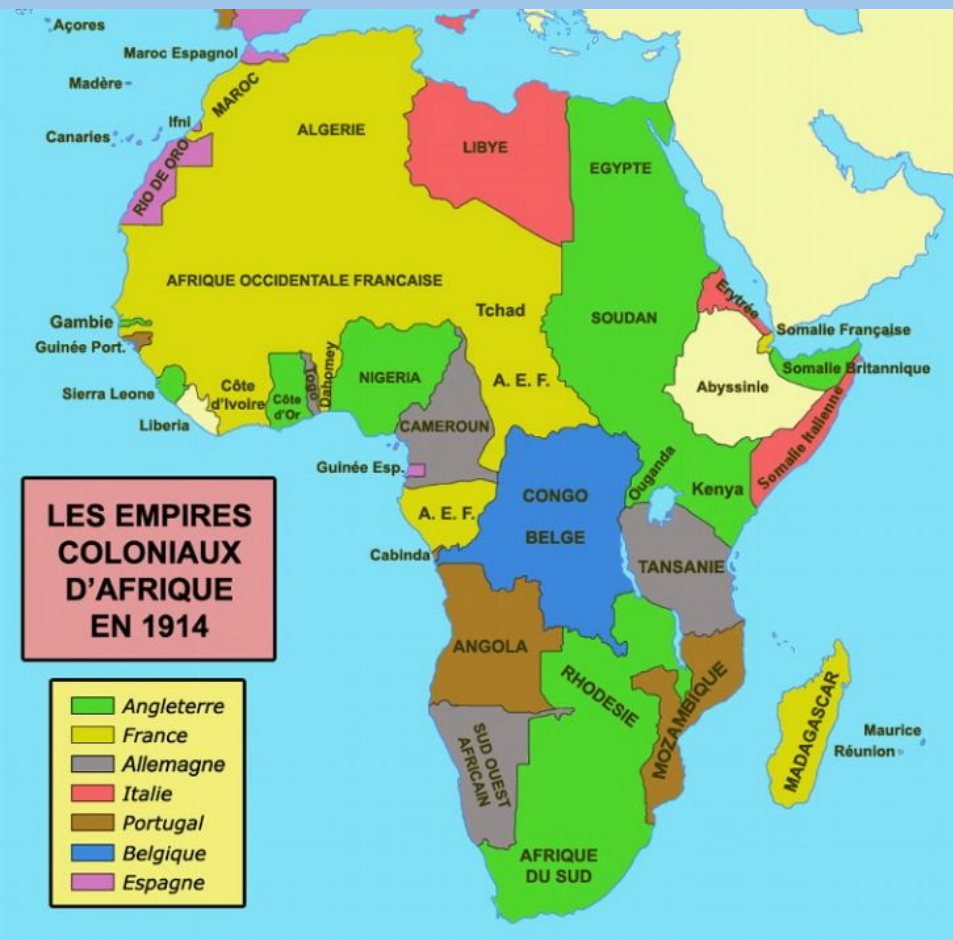 Açores
Maroc Espagnol
Madère
MAROC
Ifni
Canaries
ALGERIE
LIBYE
EGYPTE
RIO DE ORO
AFRIQUE OCCIDENTALE FRANCAISE
Erytrée
Tchad
SOUDAN
Gambie
Somalie Française
Guinée Port.
Somalie Britannique
Dahomey
Togo
NIGERIA
A. E. F.
Abyssinie
Sierra Leone
Côte
d'Ivoire
Côte
d'Or
Liberia
CAMEROUN
Somalie Italienne
Guinée Esp.
Ouganda
Kenya
CONGO
BELGE
A. E. F.
Cabinda
TANSANIE
LES EMPIRES
COLONIAUX
D'AFRIQUE
EN 1914
ANGOLA
RHODESIE
MOZAMBIQUE
MADAGASCAR
Maurice
Réunion
SUD OUEST
AFRICAIN
AFRIQUE
DU SUD
Angleterre
France
Allemagne
Italie
Portugal
Belgique
Espagne